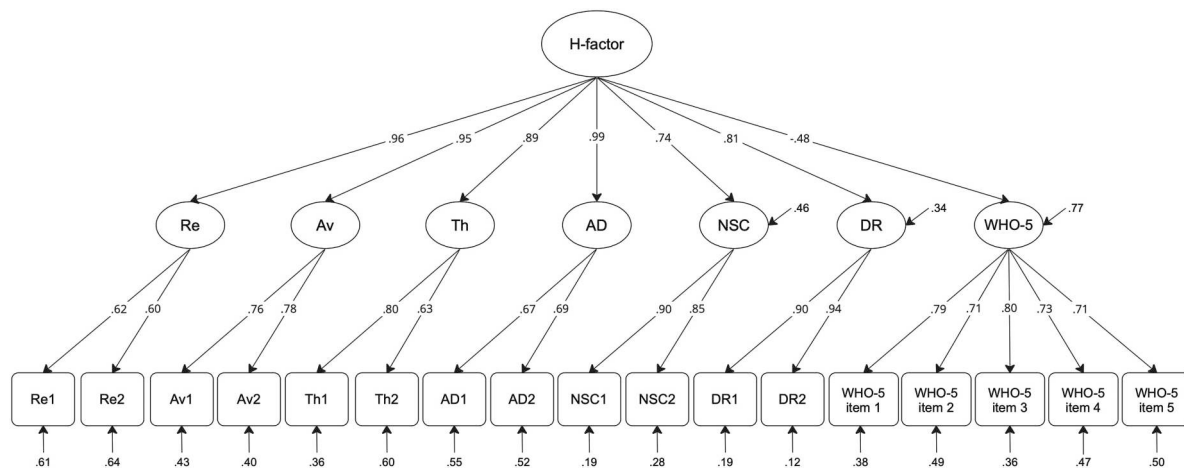 H-factor
.96 .95 .89 .99 .74 .81 -.48
Re Av Th AD NSC .46 DR .34 WHO-5 .77
.62 .60 .76 .78 .80 .63 .67 .69 .90 .85 .90 .94 .79 .71 .80 .73 .71
Re1 Re2 Av1 Av2 Th1 Th2 AD1 AD2 NSC1 NSC2 DR1 DR2 WHO-5 item 1 WHO-5 item 2 WHO-5 item 3 WHO-5 item 4 WHO-5 item 5
.61 .64 .43 .40 .36 .60 .55 .52 .19 .28 .19 .12 .38 .49 .36 .47 .50